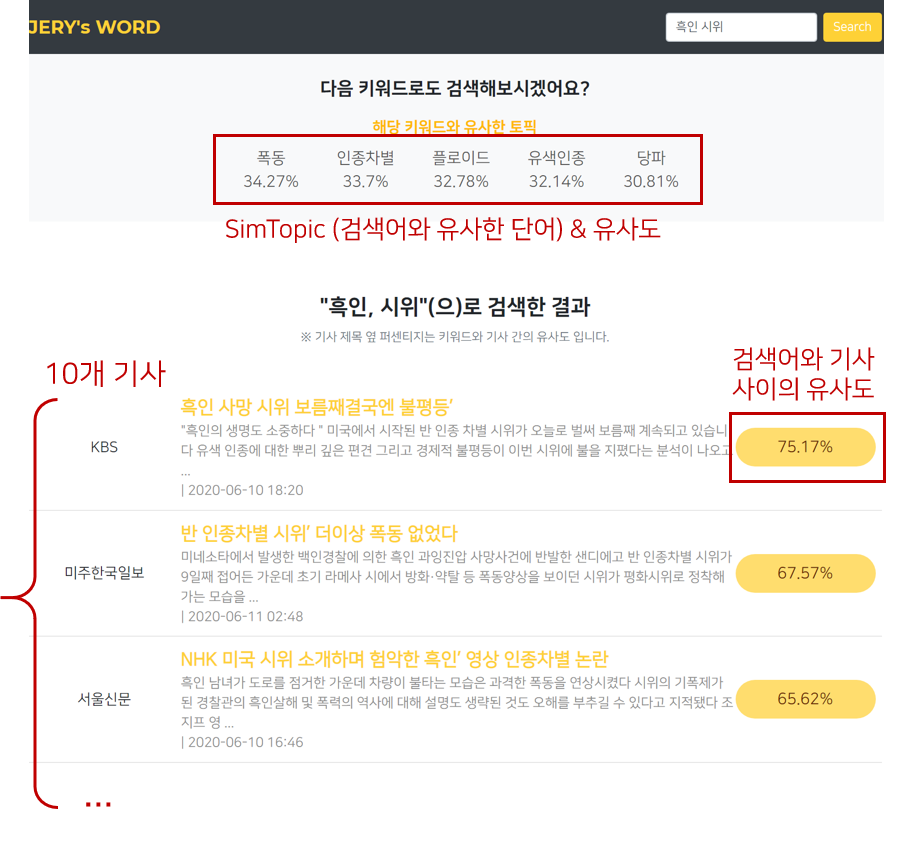 JERY's WORD
흑인 시위
Search
다음 키워드로도 검색해보시겠어요?
해당 키워드와 유사한 토픽
폭동 인종차별 플로이드 유색인종 당파
34.27% 33.7% 32.78% 32.14% 30.81%
SimTopic (검색어와 유사한 단어) & 유사도
"흑인, 시위"(으)로 검색한 결과
※ 기사 제목 옆 퍼센티지는 키워드와 기사 간의 유사도 입니다.
10개 기사
검색어와 기사
사이의 유사도
KBS
흑인 사망 시위 보름째결국엔 불평등’
"흑인의 생명도 소중하다 " 미국에서 시작된 반 인종 차별 시위가 오늘로 벌써 보름째 계속되고 있습니
다 유색 인종에 대한 뿌리 깊은 편견 그리고 경제적 불평등이 이번 시위에 불을 지폈다는 분석이 나오고
...
| 2020-06-10 18:20
75.17%
미주한국일보
반 인종차별 시위’ 더이상 폭동 없었다
미네소타에서 발생한 백인경찰에 의한 흑인 과잉진압 사망사건에 반발한 샌디에고 반 인종차별 시위가
9일째 접어든 가운데 초기 라메사 시에서 방화·약탈 등 폭동양상을 보이던 시위가 평화시위로 정착해
가는 모습을 ...
| 2020-06-11 02:48
67.57%
서울신문
NHK 미국 시위 소개하며 험악한 흑인’ 영상 인종차별 논란
흑인 남녀가 도로를 점거한 가운데 차량이 불타는 모습은 과격한 폭동을 연상시켰다 시위의 기폭제가
된 경찰관의 흑인살해 및 폭력의 역사에 대해 설명도 생략된 것도 오해를 부추길 수 있다고 지적됐다 조
지프 영 ...
| 2020-06-10 16:46
65.62%
...